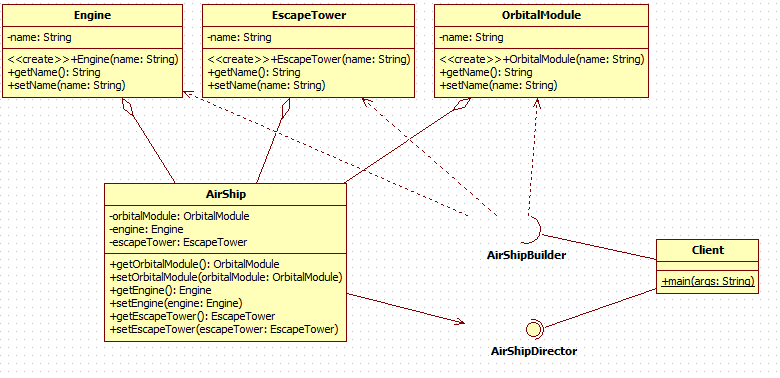 Engine
-name: String
<<create>>+Engine(name: String)
+getName(): String
+setName(name: String)
EscapeTower
-name: String
<<create>>+EscapeTower(name: String)
+getName(): String
+setName(name: String)
OrbitalModule
-name: String
<<create>>+OrbitalModule(name: String)
+getName(): String
+setName(name: String)
AirShip
-orbitalModule: OrbitalModule
-engine: Engine
-escapeTower: EscapeTower
+getOrbitalModule(): OrbitalModule
+setOrbitalModule(orbitalModule: OrbitalModule)
+getEngine(): Engine
+setEngine(engine: Engine)
+getEscapeTower(): EscapeTower
+setEscapeTower(escapeTower: EscapeTower)
AirShipBuilder
Client
+main(args: String)
AirShipDirector